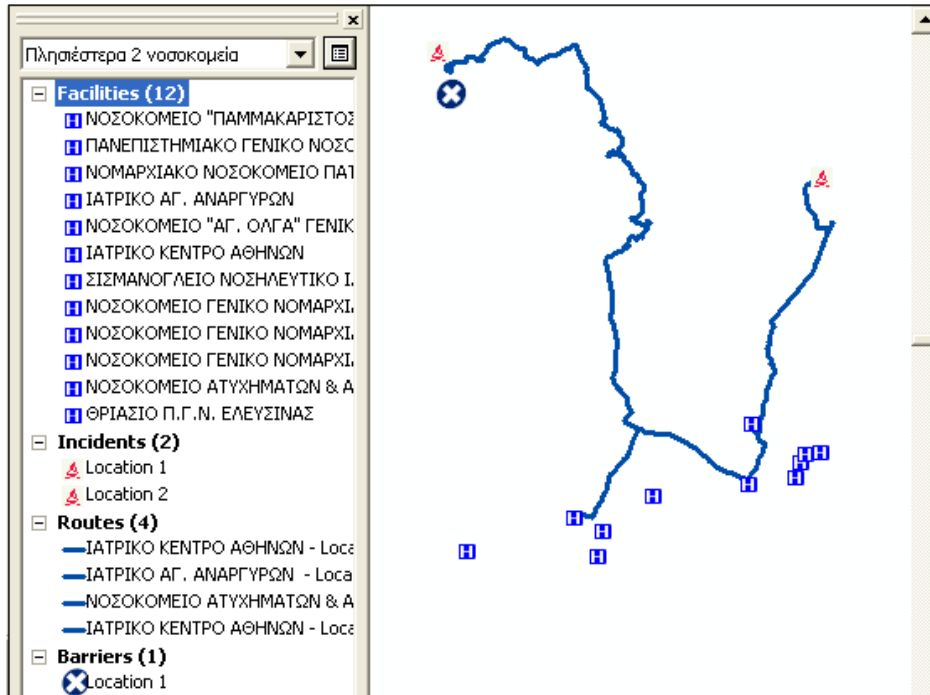 Πλησιέστερα 2 νοσοκομεία
Facilities (12)
ΝΟΣΟΚΟΜΕΙΟ "ΠΑΜΜΑΚΑΡΙΣΤΟΣ
ΠΑΝΕΠΙΣΤΗΜΙΑΚΟ ΓΕΝΙΚΟ ΝΟΣΟ
ΝΟΜΑΡΧΙΑΚΟ ΝΟΣΟΚΟΜΕΙΟ ΠΑΤ
ΙΑΤΡΙΚΟ ΑΓ. ΑΝΑΡΓΥΡΩΝ
ΝΟΣΟΚΟΜΕΙΟ "ΑΓ. ΟΛΓΑ" ΓΕΝΙΚ
ΙΑΤΡΙΚΟ ΚΕΝΤΡΟ ΑΘΗΝΩΝ
ΣΙΣΜΑΝΟΓΛΕΙΟ ΝΟΣΗΛΕΥΤΙΚΟ Ι.
ΝΟΣΟΚΟΜΕΙΟ ΓΕΝΙΚΟ ΝΟΜΑΡΧΙ
ΝΟΣΟΚΟΜΕΙΟ ΓΕΝΙΚΟ ΝΟΜΑΡΧΙ
ΝΟΣΟΚΟΜΕΙΟ ΓΕΝΙΚΟ ΝΟΜΑΡΧΙ
ΝΟΣΟΚΟΜΕΙΟ ΑΤΥΧΗΜΑΤΩΝ & Α
ΘΡΙΑΣΙΟ Π.Γ.Ν. ΕΛΕΥΣΙΝΑΣ
Incidents (2)
Location 1
Location 2
Routes (4)
ΙΑΤΡΙΚΟ ΚΕΝΤΡΟ ΑΘΗΝΩΝ - Loca
ΙΑΤΡΙΚΟ ΑΓ. ΑΝΑΡΓΥΡΩΝ - Loca
ΝΟΣΟΚΟΜΕΙΟ ΑΤΥΧΗΜΑΤΩΝ & Α
ΙΑΤΡΙΚΟ ΚΕΝΤΡΟ ΑΘΗΝΩΝ - Loca
Barriers (1)
Location 1